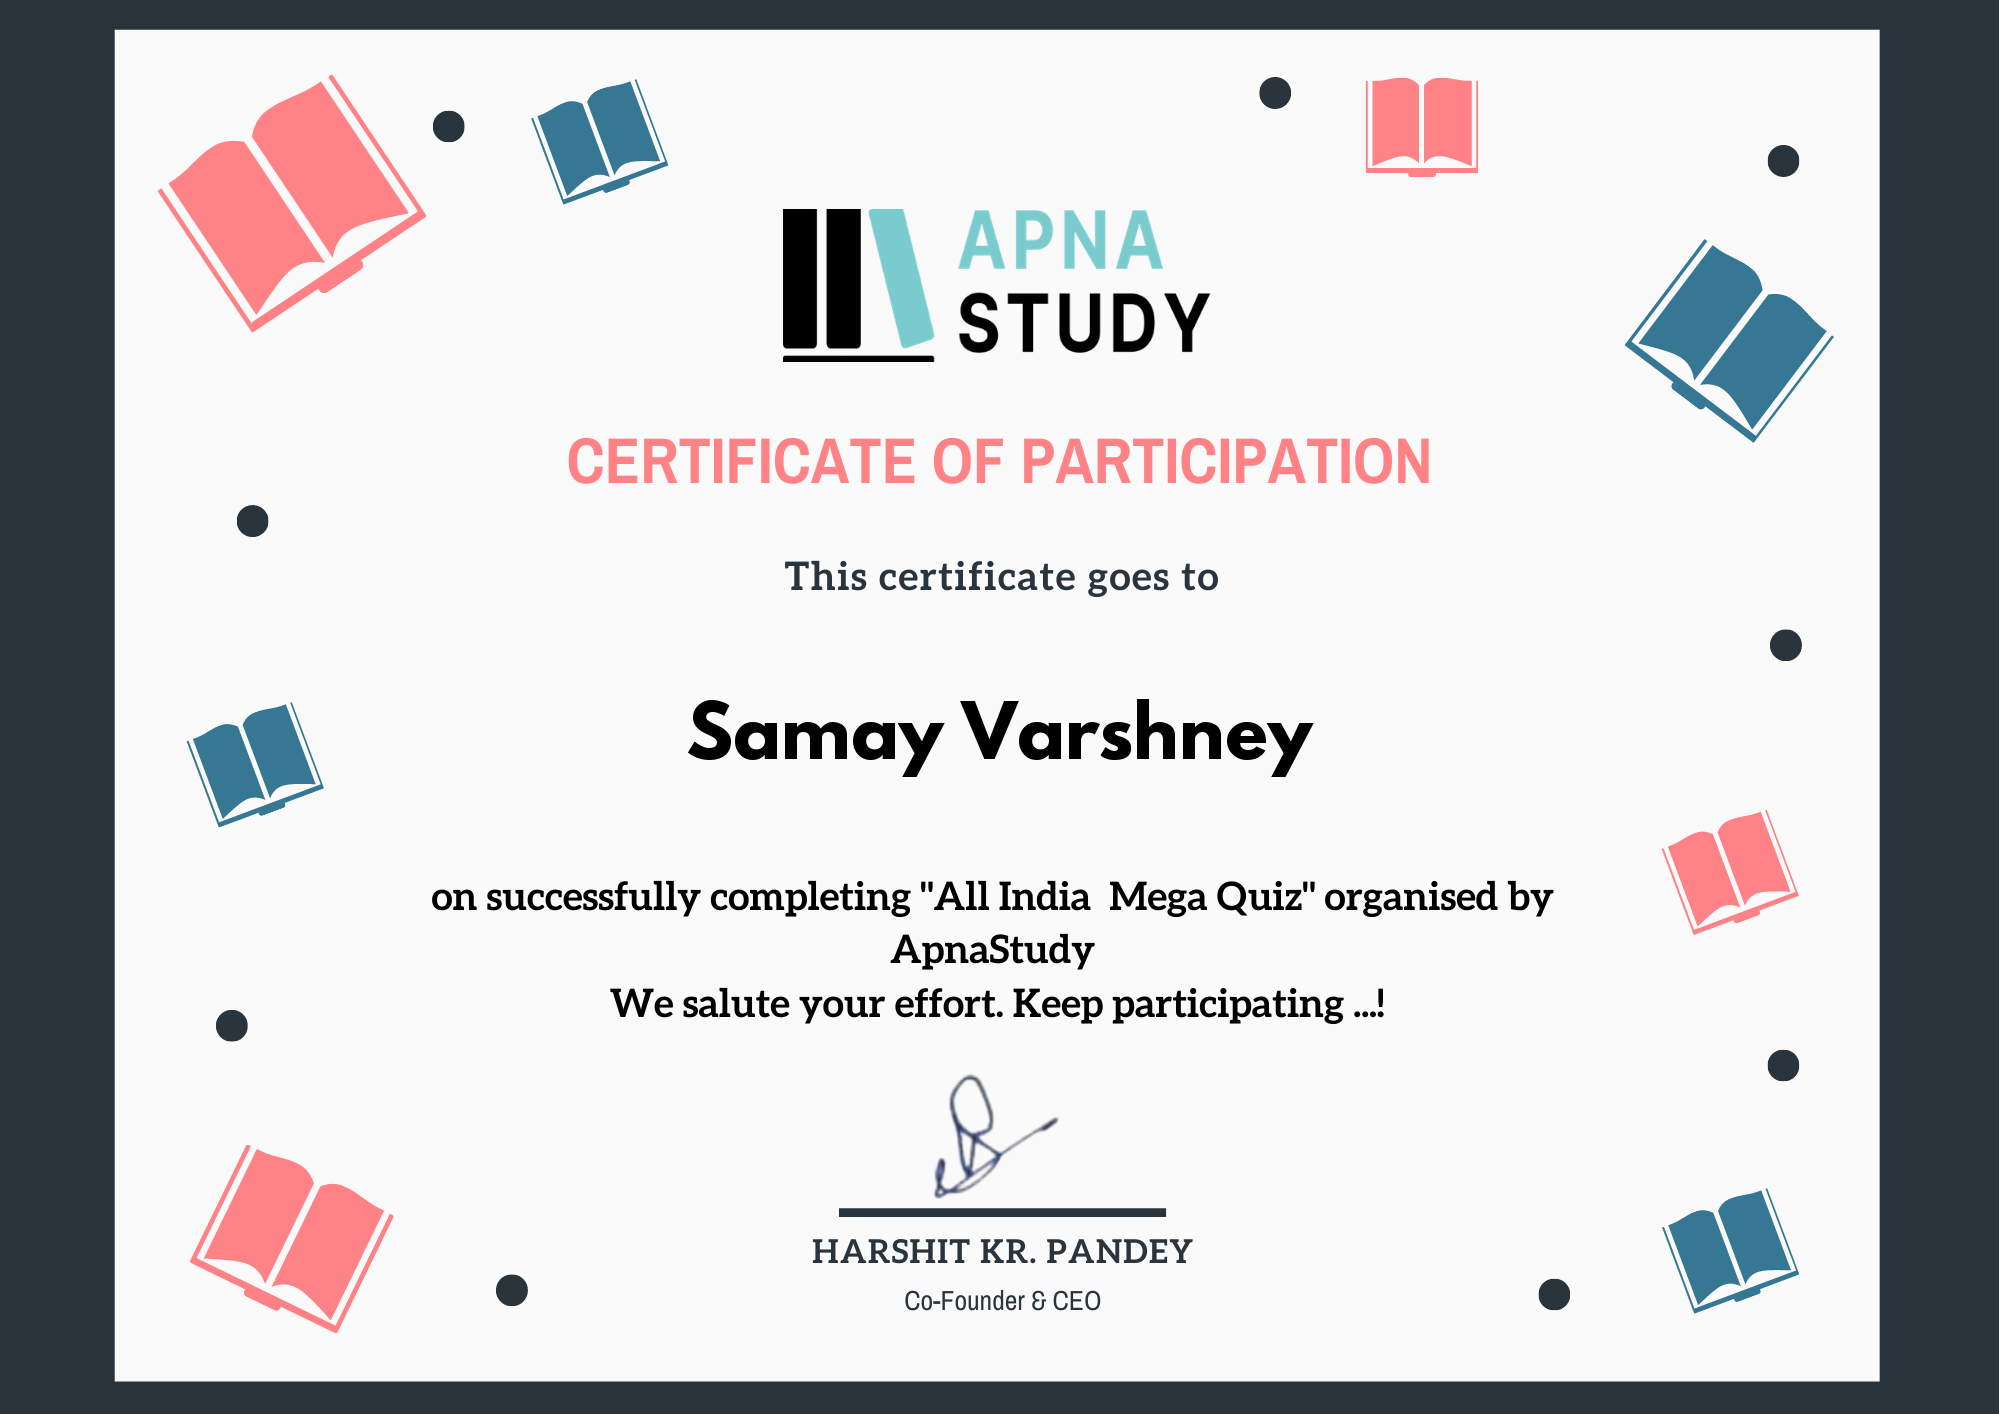 APNA
STUDY
CERTIFICATE OF PARTICIPATION
This certificate goes to
Samay Varshney
on successfully completing "All India  Mega Quiz" organised by
ApnaStudy
We salute your effort. Keep participating ...!
HARSHIT KR. PANDEY
Co-Founder & CEO